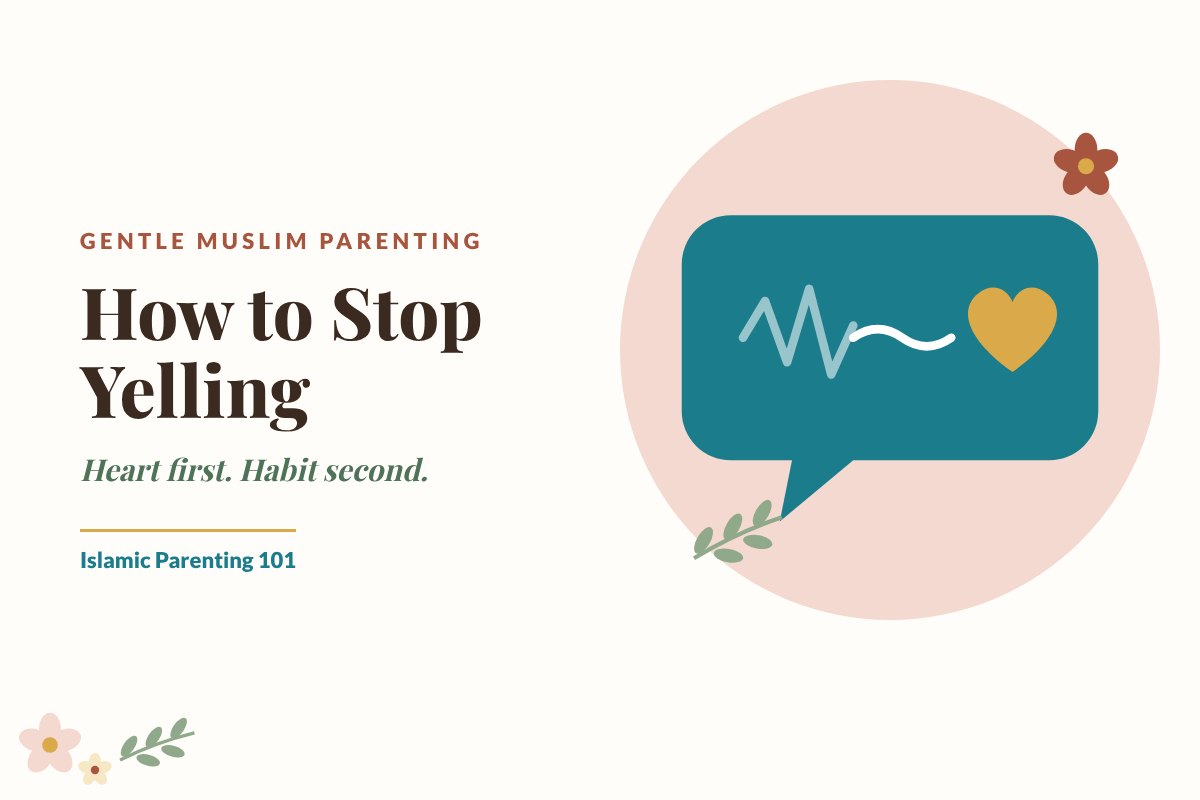 GENTLE MUSLIM PARENTING
How to Stop
Yelling
Heart first. Habit second.
Islamic Parenting 101